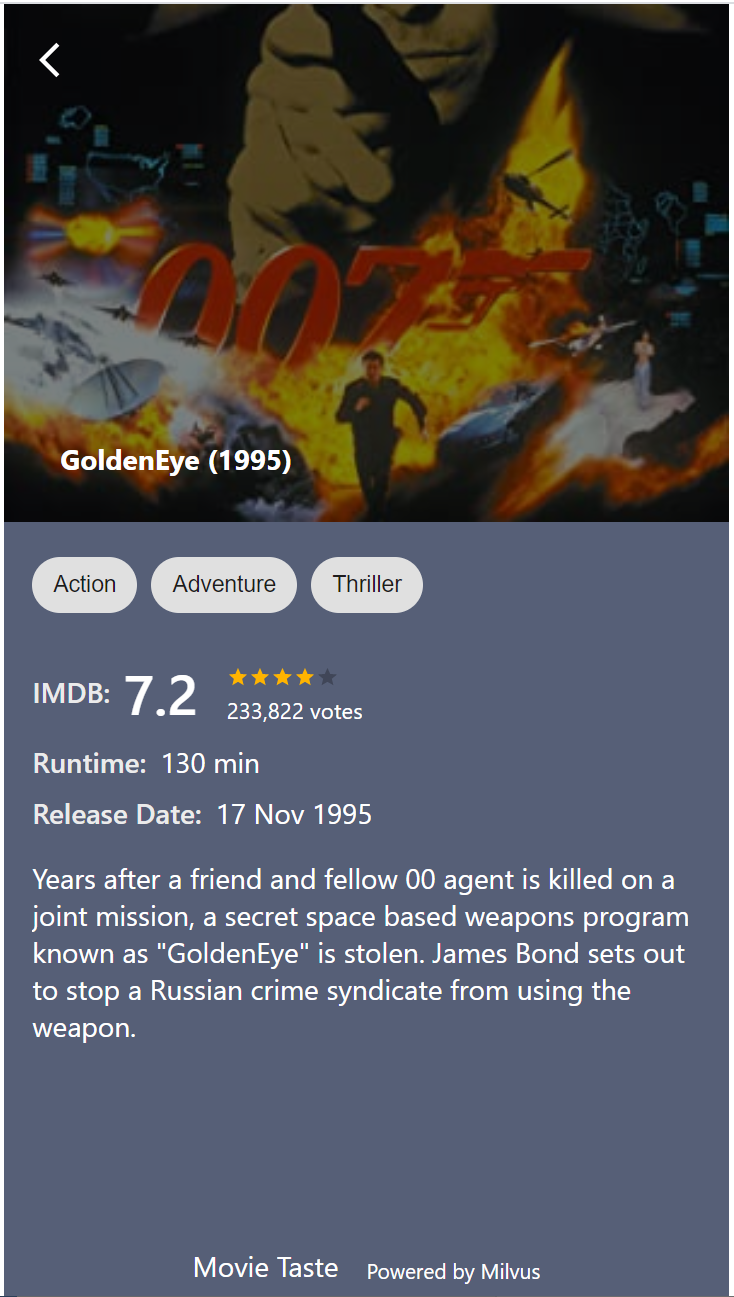 007
GoldenEye (1995)
Action Adventure Thriller
IMDB: 7.2
233,822 votes
Runtime: 130 min
Release Date: 17 Nov 1995
Years after a friend and fellow 00 agent is killed on a
joint mission, a secret space based weapons program
known as "GoldenEye" is stolen. James Bond sets out
to stop a Russian crime syndicate from using the
weapon.
Movie Taste Powered by Milvus